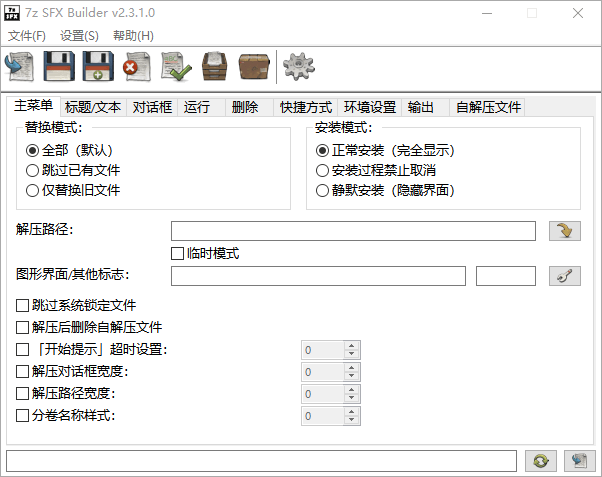 7z SFX
7z SFX Builder v2.3.1.0
文件(F) 设置(S) 帮助(H)
主菜单 标题/文本 对话框 运行 删除 快捷方式 环境设置 输出 自解压文件
替换模式: 安装模式:
全部（默认） 正常安装（完全显示）
跳过已有文件 安装过程禁止取消
仅替换旧文件 静默安装（隐藏界面）
解压路径:
临时模式
图形界面/其他标志:
跳过系统锁定文件
解压后删除自解压文件
「开始提示」超时设置: 0
解压对话框宽度: 0
解压路径宽度: 0
分卷名称样式: 0